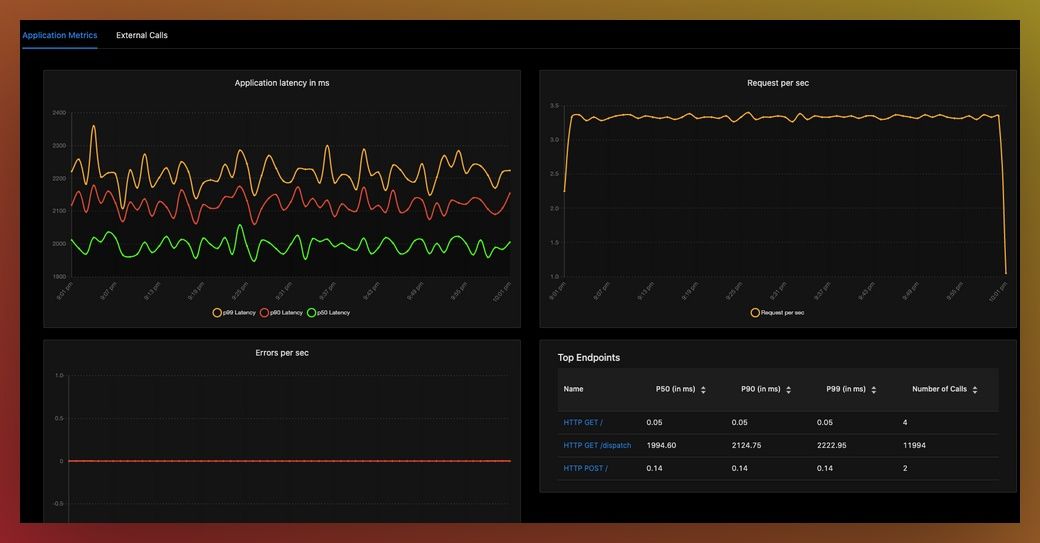 Application Metrics External Calls
Application latency in ms
2400
2300
2200
2100
2000
1900
9:01 pm 9:07 pm 9:13 pm 9:19 pm 9:25 pm 9:31 pm 9:37 pm 9:43 pm 9:49 pm 9:55 pm 10:01 pm
p99 Latency p90 Latency p50 Latency
Request per sec
3.5
3.0
2.5
2.0
1.5
1.0
9:01 pm 9:07 pm 9:13 pm 9:19 pm 9:25 pm 9:31 pm 9:37 pm 9:43 pm 9:49 pm 9:55 pm 10:01 pm
Request per sec
Errors per sec
1.0
0.5
0
-0.5
Top Endpoints
Name P50 (in ms) P90 (in ms) P99 (in ms) Number of Calls
HTTP GET / 0.05 0.05 0.05 4
HTTP GET /dispatch 1994.60 2124.75 2222.95 11994
HTTP POST / 0.14 0.14 0.14 2